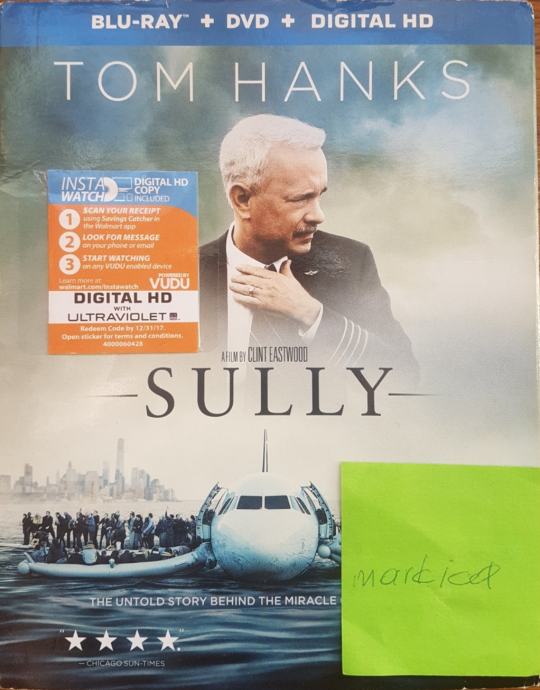 BLU-RAY™ + DVD + DIGITAL HD
TOM HANKS
INSTA WATCH
DIGITAL HD
COPY
INCLUDED
1 SCAN YOUR RECEIPT
using Savings Catcher in
the Walmart app
2 LOOK FOR MESSAGE
on your phone or email
3 START WATCHING
on any VUDU enabled device
Learn more at
walmart.com/instawatch
POWERED BY
VUDU
DIGITAL HD
WITH
ULTRAVIOLET
Redeem Code by 12/31/17.
Open sticker for terms and conditions.
4000060428
A FILM BY CLINT EASTWOOD
SULLY
THE UNTOLD STORY BEHIND THE MIRACLE
"★★★★."
— CHICAGO SUN-TIMES